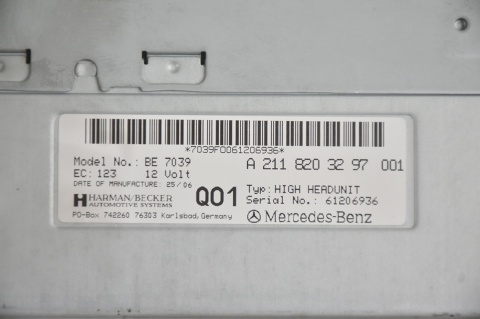 *7039F0061206936*
Model No.: BE 7039 A 211 820 32 97 001
EC: 123 12 Volt
DATE OF MANUFACTURE: 25/06
Q01
Typ: HIGH HEADUNIT
Serial No.: 61206936
HARMAN/BECKER
AUTOMOTIVE SYSTEMS
Mercedes-Benz
PO-Box 742260 76303 Karlsbad, Germany